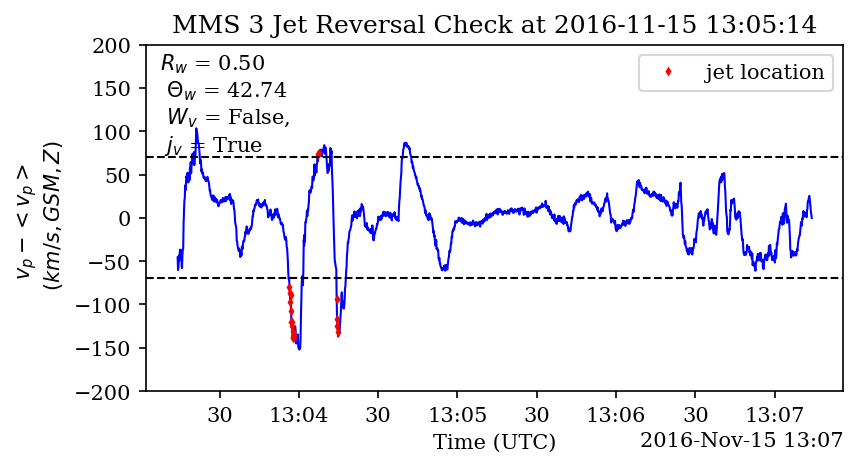 MMS 3 Jet Reversal Check at 2016-11-15 13:05:14
R_w = 0.50
Θ_w = 42.74
W_v = False,
j_v = True
jet location
200
150
100
50
0
−50
−100
−150
−200
v_p − < v_p >
(km/s, GSM, Z)
30 13:04 30 13:05 30 13:06 30 13:07
Time (UTC)
2016-Nov-15 13:07